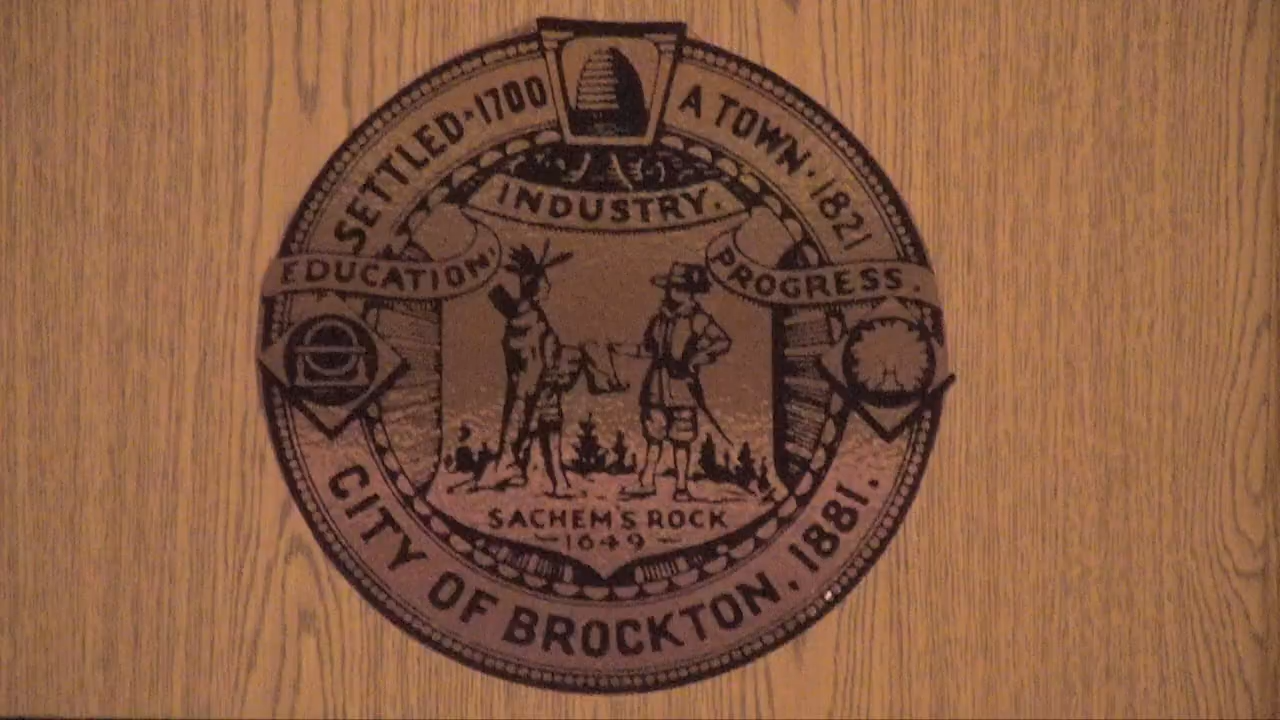 SETTLED · 1700
A TOWN · 1821
INDUSTRY.
EDUCATION.
PROGRESS.
SACHEM'S ROCK
— 1649 —
CITY OF BROCKTON. 1881.